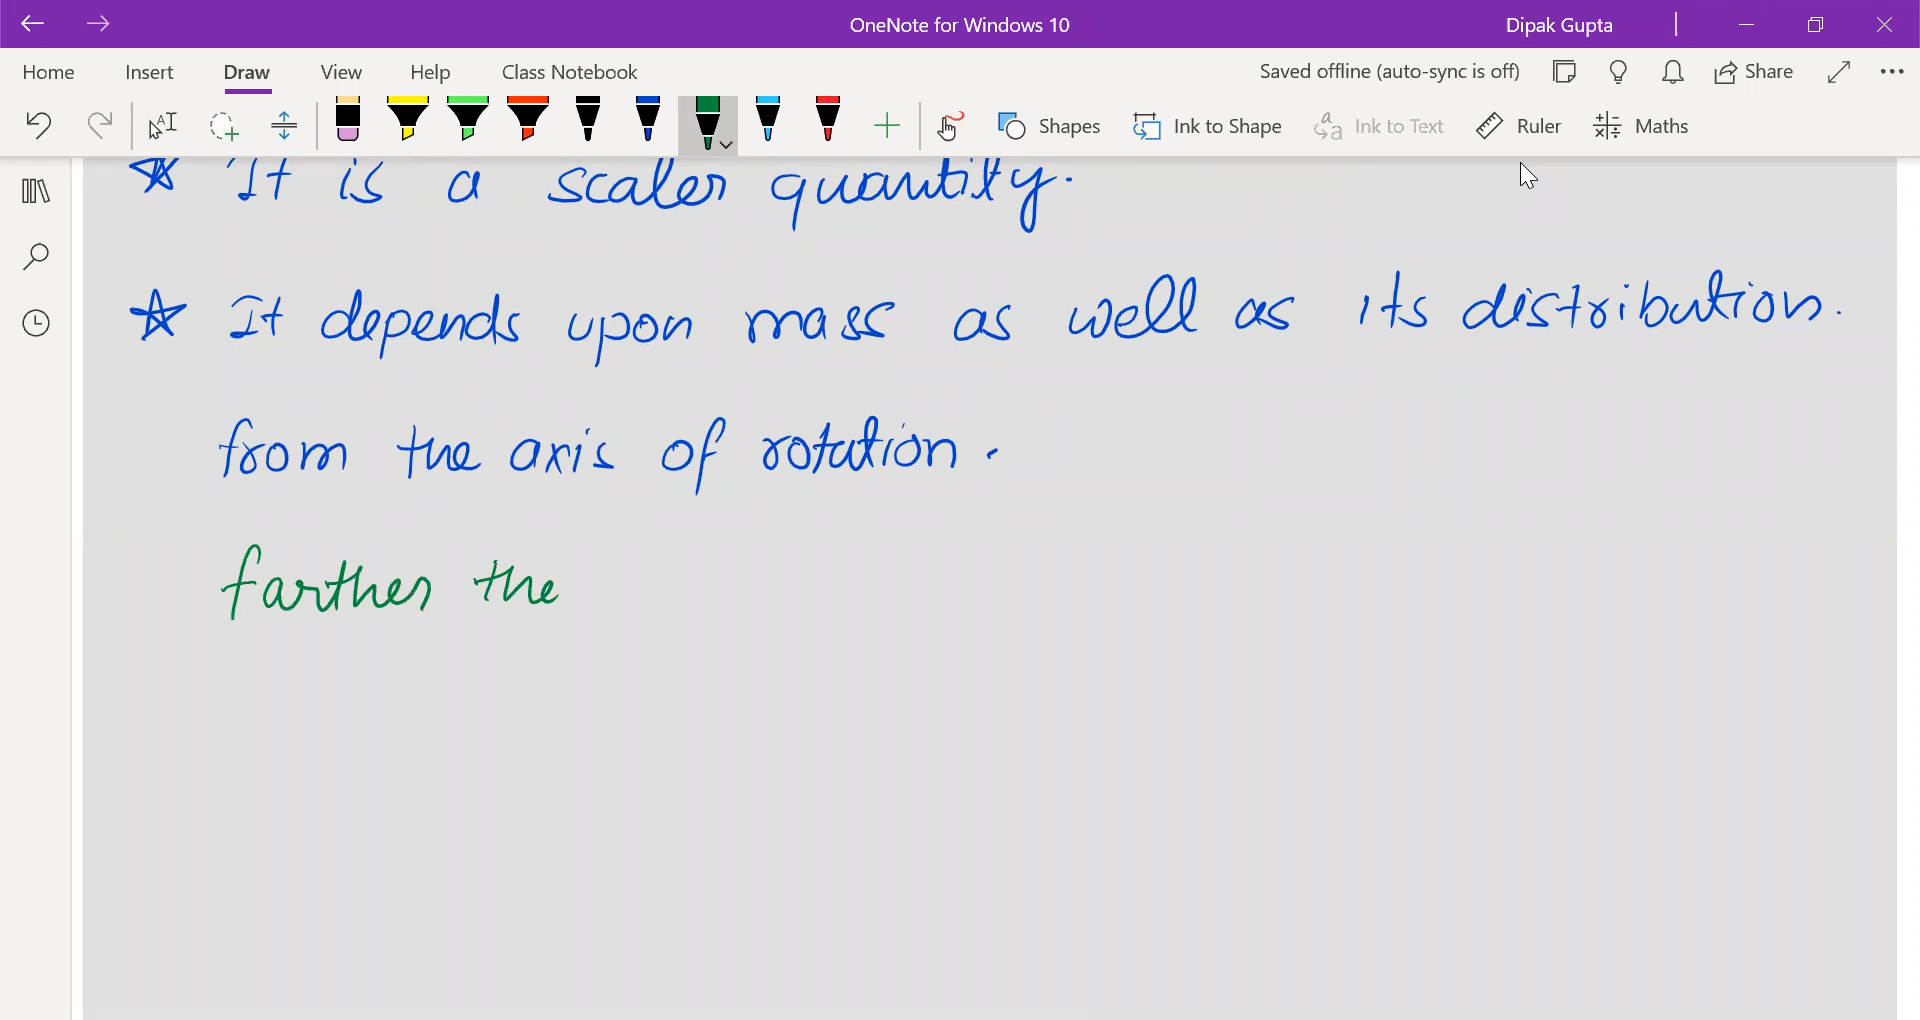 OneNote for Windows 10
Dipak Gupta
Home Insert Draw View Help Class Notebook
Saved offline (auto-sync is off) Share
Shapes Ink to Shape Ink to Text Ruler Maths
It is a scaler quantity.
It depends upon mass as well as its distribution.
from the axis of rotation.
farther the